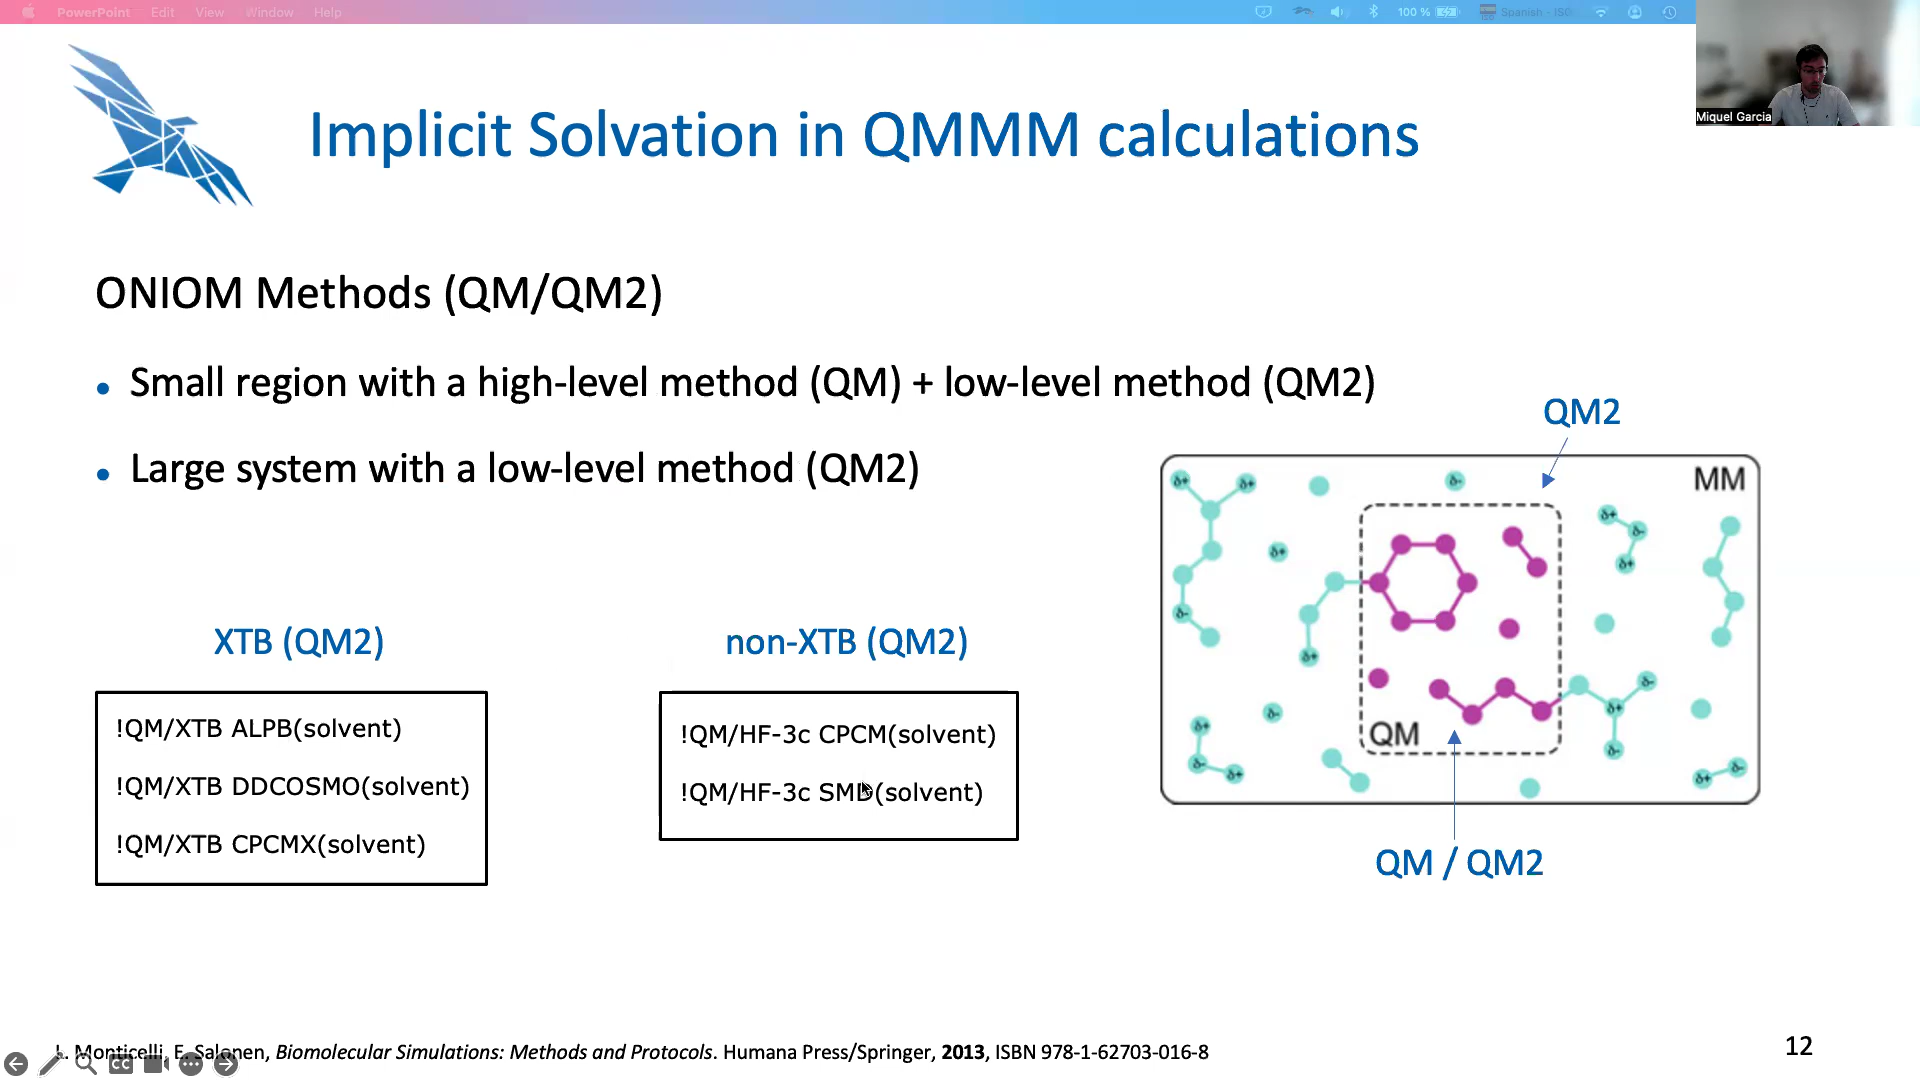 PowerPoint Edit View Window Help
100 %
Spanish - ISO
Miquel Garcia
Implicit Solvation in QMMM calculations
ONIOM Methods (QM/QM2)
• Small region with a high-level method (QM) + low-level method (QM2)
• Large system with a low-level method (QM2)
XTB (QM2)
!QM/XTB ALPB(solvent)
!QM/XTB DDCOSMO(solvent)
!QM/XTB CPCMX(solvent)
non-XTB (QM2)
!QM/HF-3c CPCM(solvent)
!QM/HF-3c SMD(solvent)
QM2
MM
δ+ δ+ δ-
δ+ δ-
δ+ δ+
δ-
δ+ δ-
δ- δ+
δ+ δ-
δ- δ+ δ- δ+
QM
QM / QM2
L. Monticelli, E. Salonen, Biomolecular Simulations: Methods and Protocols. Humana Press/Springer, 2013, ISBN 978-1-62703-016-8
CC
12